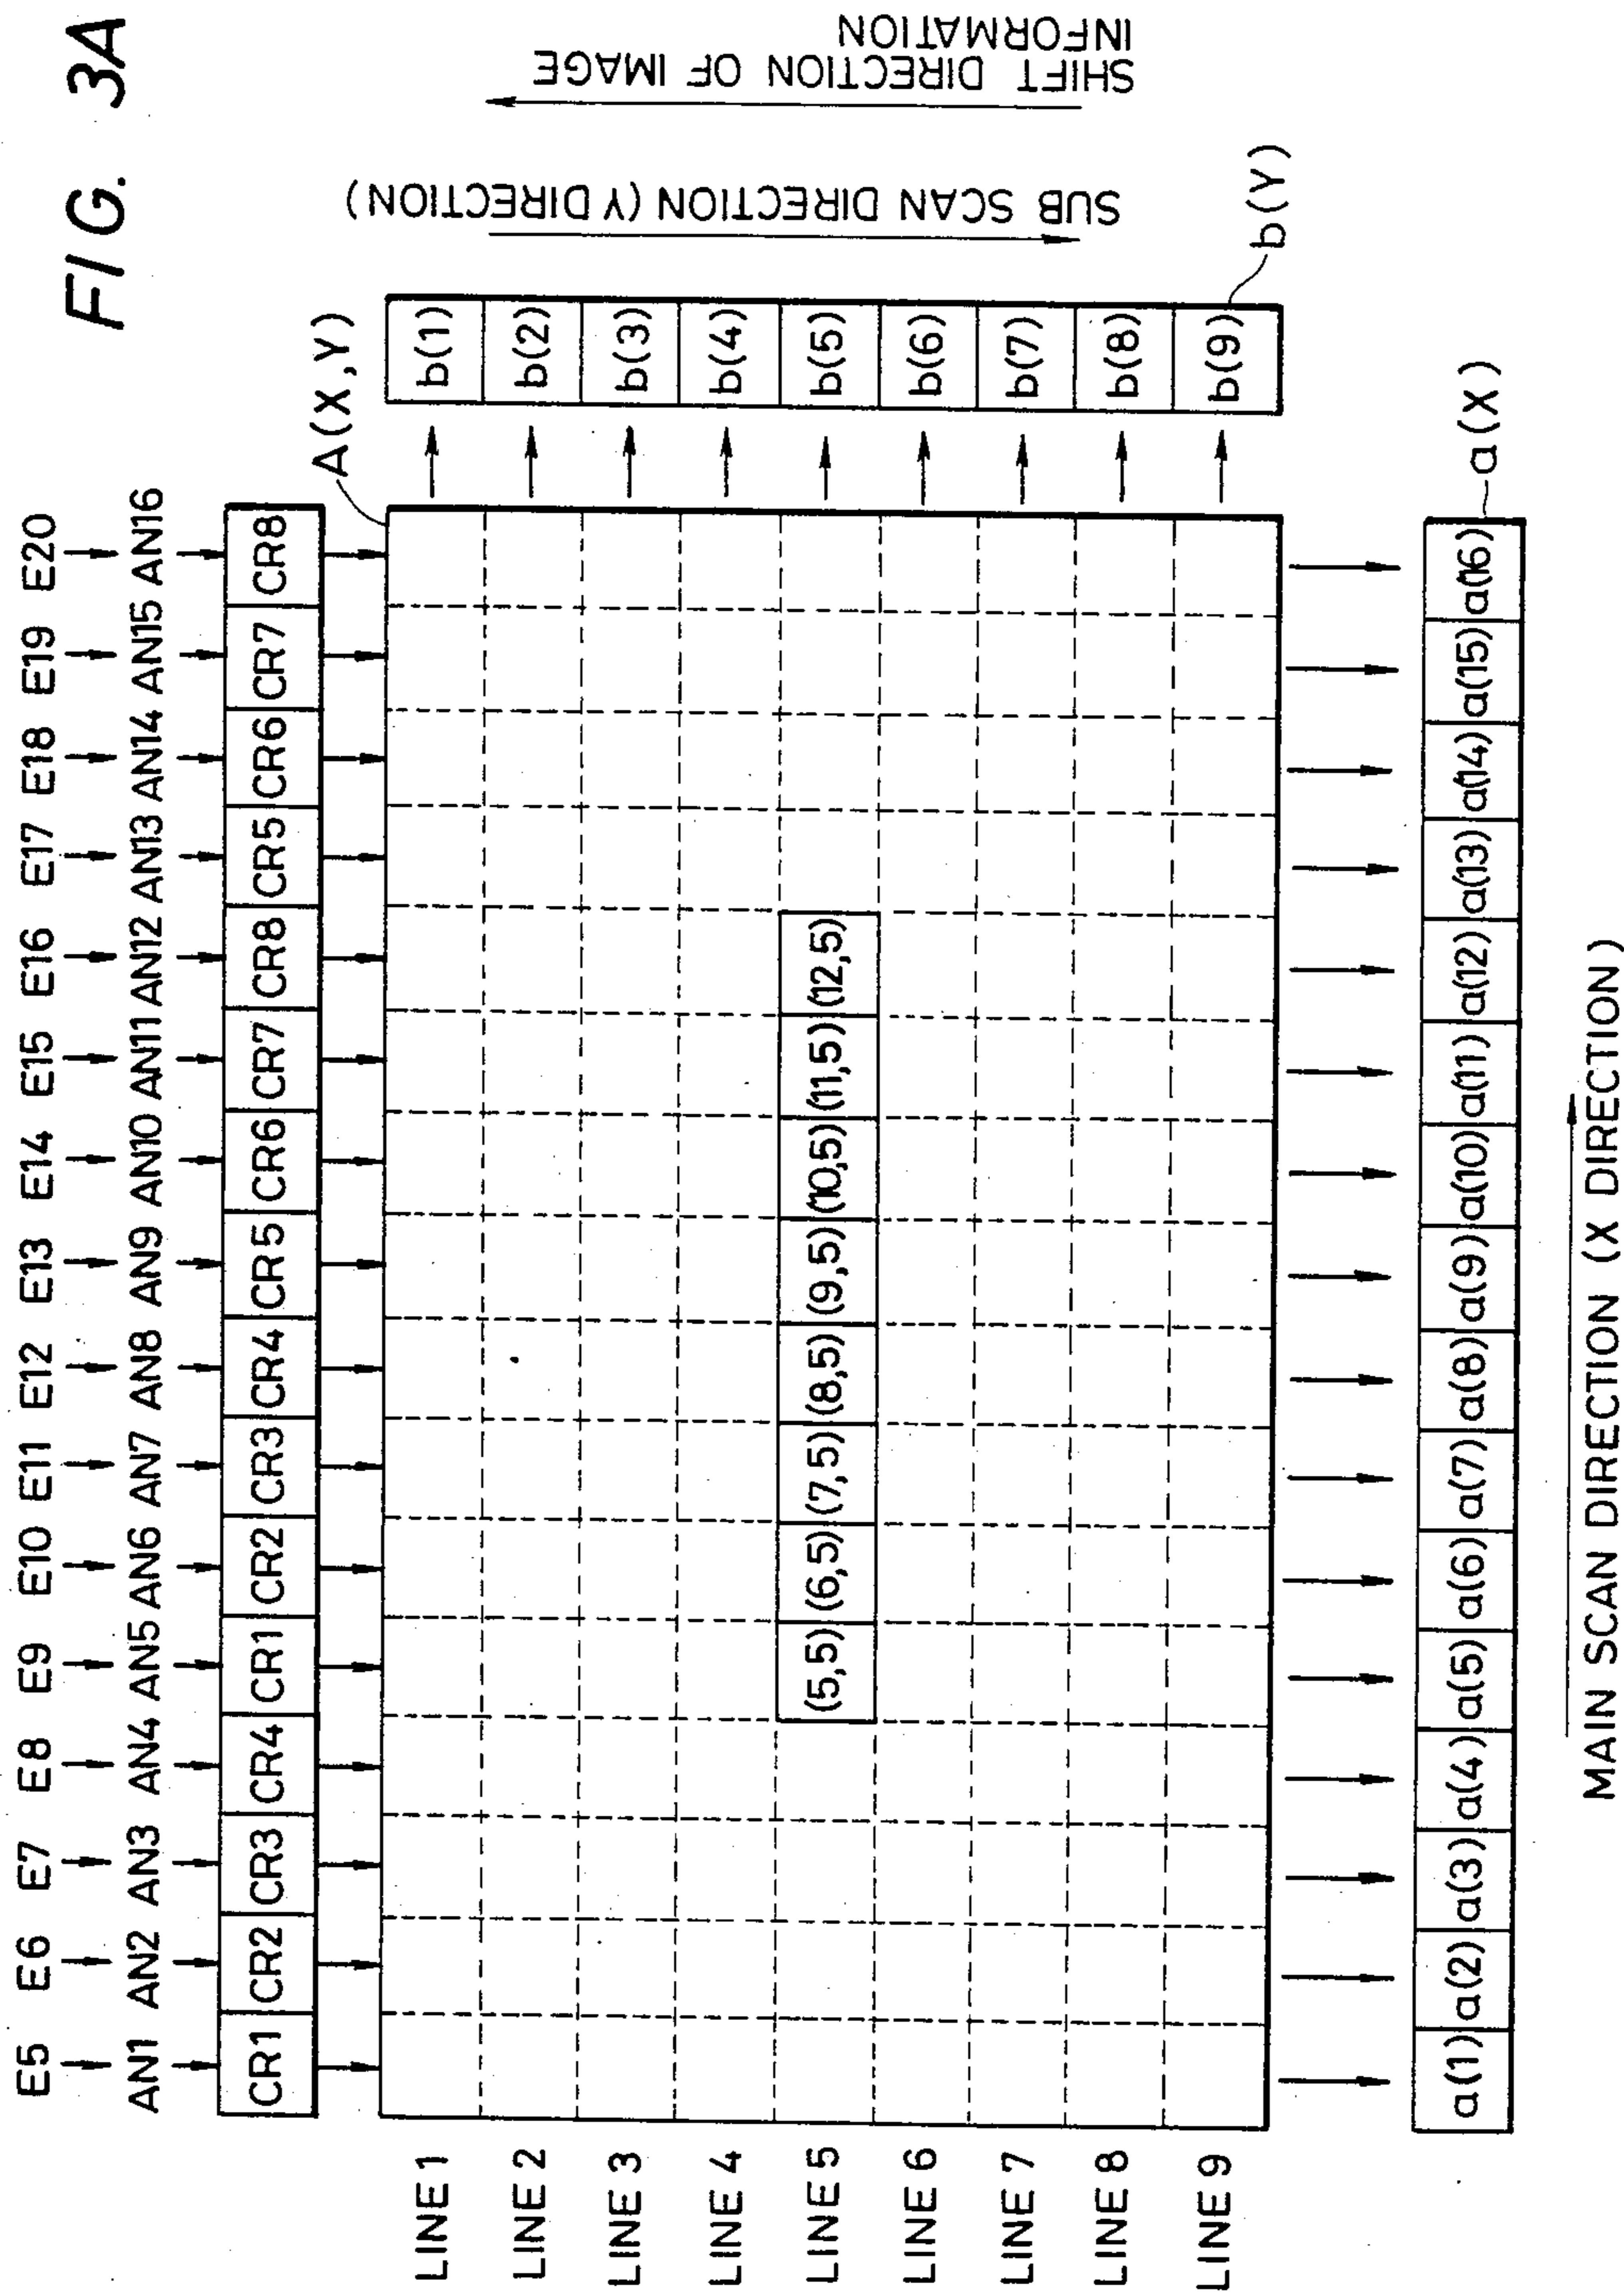 FIG. 3A
E5 E6 E7 E8 E9 E10 E11 E12 E13 E14 E15 E16 E17 E18 E19 E20
AN1 AN2 AN3 AN4 AN5 AN6 AN7 AN8 AN9 AN10 AN11 AN12 AN13 AN14 AN15 AN16
CR1 CR2 CR3 CR4 CR1 CR2 CR3 CR4 CR5 CR6 CR7 CR8 CR5 CR6 CR7 CR8
A(X,Y)
LINE 1 b(1)
LINE 2 b(2)
LINE 3 b(3)
LINE 4 b(4)
LINE 5 (5,5) (6,5) (7,5) (8,5) (9,5) (10,5) (11,5) (12,5) b(5)
LINE 6 b(6)
LINE 7 b(7)
LINE 8 b(8)
LINE 9 b(9)
b(Y)
SUB SCAN DIRECTION (Y DIRECTION)
SHIFT DIRECTION OF IMAGE
INFORMATION
a(1) a(2) a(3) a(4) a(5) a(6) a(7) a(8) a(9) a(10) a(11) a(12) a(13) a(14) a(15) a(16)
a(X)
MAIN SCAN DIRECTION (X DIRECTION)